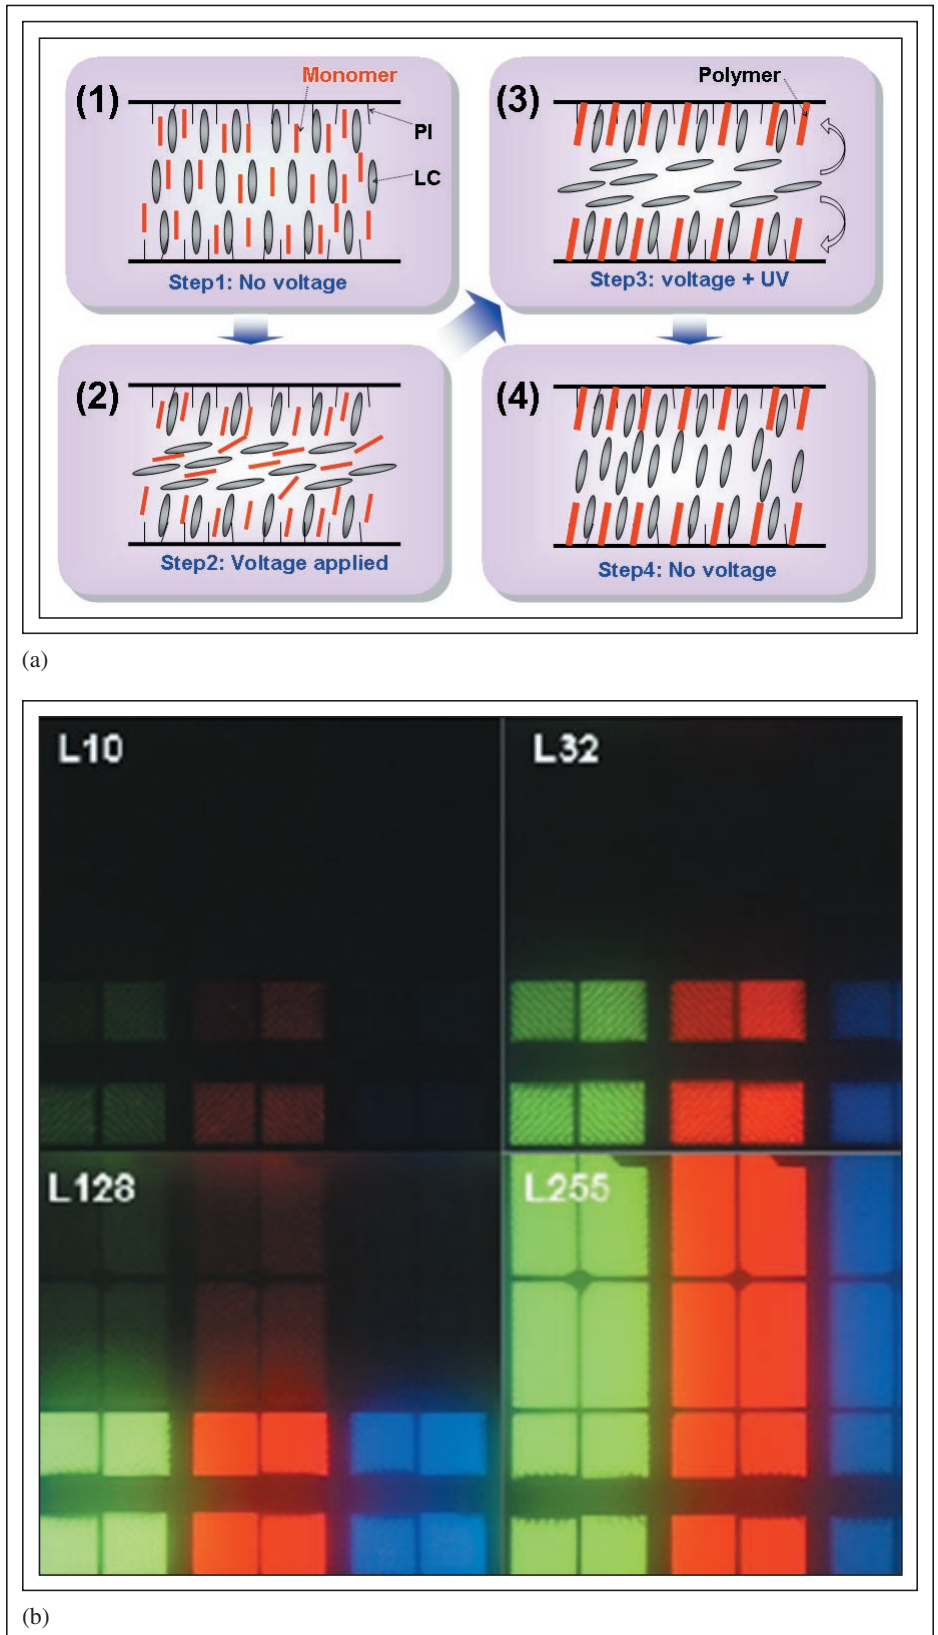 (1)
Monomer
PI
LC
Step1: No voltage
(3)
Polymer
Step3: voltage + UV
(2)
Step2: Voltage applied
(4)
Step4: No voltage
(a)
L10
L32
L128
L255
(b)